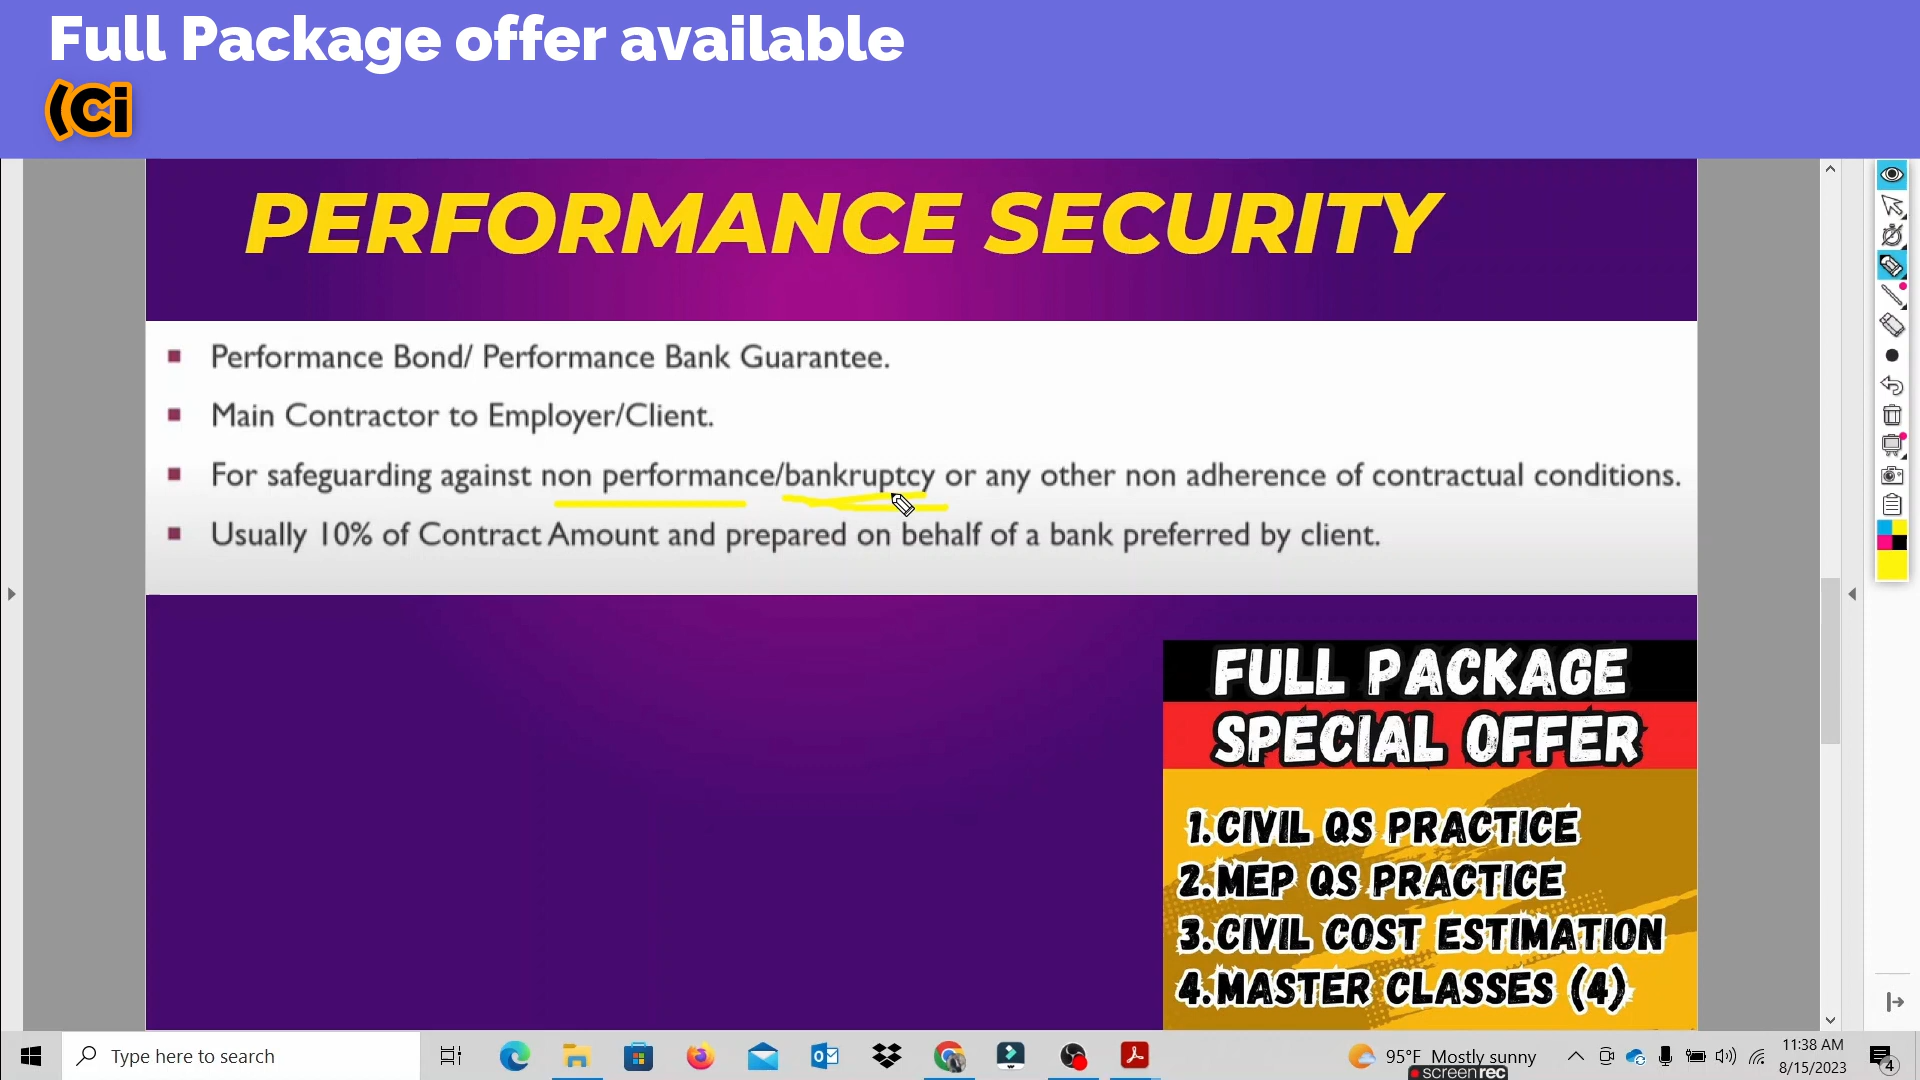 Full Package offer available
(Ci
PERFORMANCE SECURITY
Performance Bond/ Performance Bank Guarantee.
Main Contractor to Employer/Client.
For safeguarding against non performance/bankruptcy or any other non adherence of contractual conditions.
Usually 10% of Contract Amount and prepared on behalf of a bank preferred by client.
FULL PACKAGE
SPECIAL OFFER
1.CIVIL QS PRACTICE
2.MEP QS PRACTICE
3.CIVIL COST ESTIMATION
4.MASTER CLASSES (4)
Type here to search
95°F Mostly sunny
11:38 AM
8/15/2023
4
screenrec